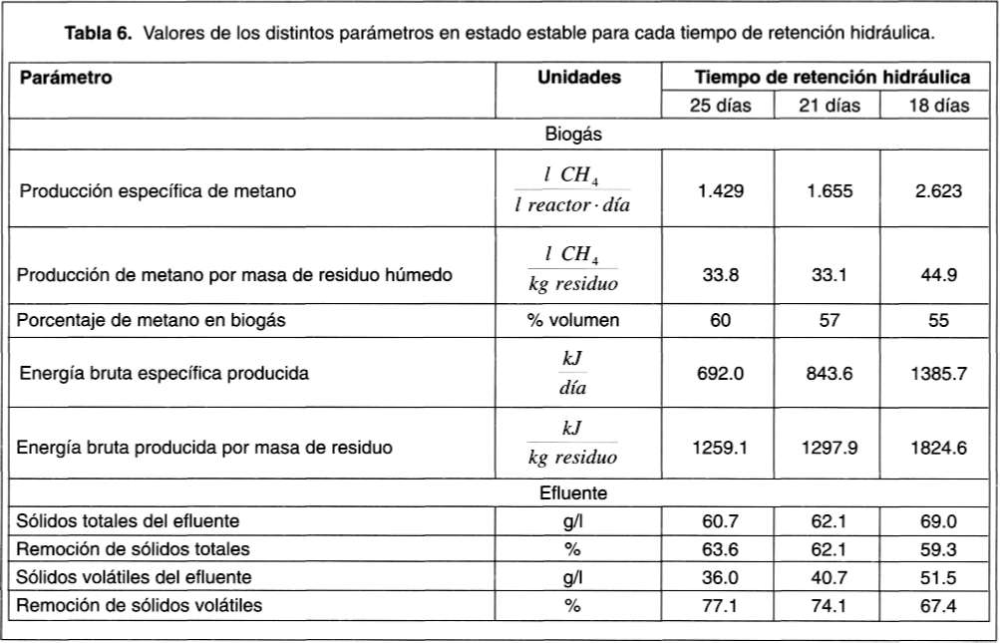 Tabla 6. Valores de los distintos parámetros en estado estable para cada tiempo de retención hidráulica.
Parámetro Unidades Tiempo de retención hidráulica
25 días 21 días 18 días
Biogás
Producción específica de metano l CH4 / l reactor · día 1.429 1.655 2.623
Producción de metano por masa de residuo húmedo l CH4 / kg residuo 33.8 33.1 44.9
Porcentaje de metano en biogás % volumen 60 57 55
Energía bruta específica producida kJ / día 692.0 843.6 1385.7
Energía bruta producida por masa de residuo kJ / kg residuo 1259.1 1297.9 1824.6
Efluente
Sólidos totales del efluente g/l 60.7 62.1 69.0
Remoción de sólidos totales % 63.6 62.1 59.3
Sólidos volátiles del efluente g/l 36.0 40.7 51.5
Remoción de sólidos volátiles % 77.1 74.1 67.4